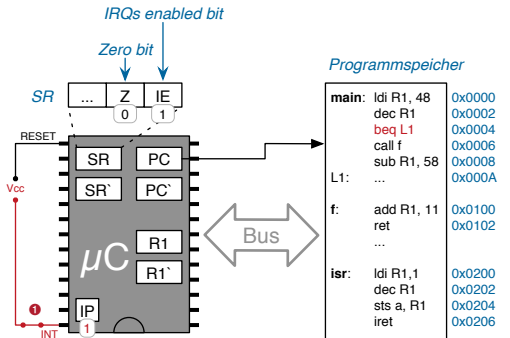 IRQs enabled bit
Zero bit
Programmspeicher
SR ... Z IE
0 1
RESET
Vcc
1
INT
SR PC
SR` PC`
µC
R1
R1`
IP
1
Bus
main: ldi R1, 48 0x0000
dec R1 0x0002
beq L1 0x0004
call f 0x0006
sub R1, 58 0x0008
L1: ... 0x000A
f: add R1, 11 0x0100
ret 0x0102
...
isr: ldi R1,1 0x0200
dec R1 0x0202
sts a, R1 0x0204
iret 0x0206